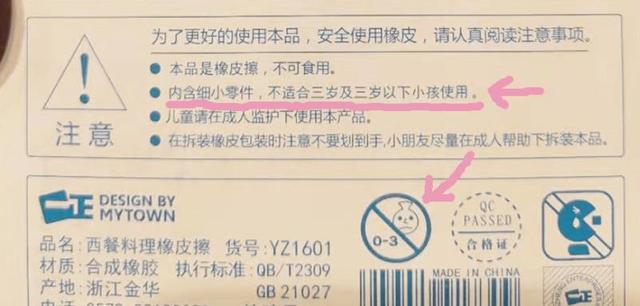 为了更好的使用本品，安全使用橡皮，请认真阅读注意事项。
● 本品是橡皮擦，不可食用。
● 内含细小零件，不适合三岁及三岁以下小孩使用。
● 儿童请在成人监护下使用本产品。
● 在拆装橡皮包装时注意不要划到手,小朋友尽量在成人帮助下拆装本品。
注意
一正 DESIGN BY
MYTOWN
0-3
QC
PASSED
合格证
品名：西餐料理橡皮擦 货号：YZ1601
材质：合成橡胶 执行标准：QB/T2309
产地：浙江金华 GB 21027
MADE IN CHINA